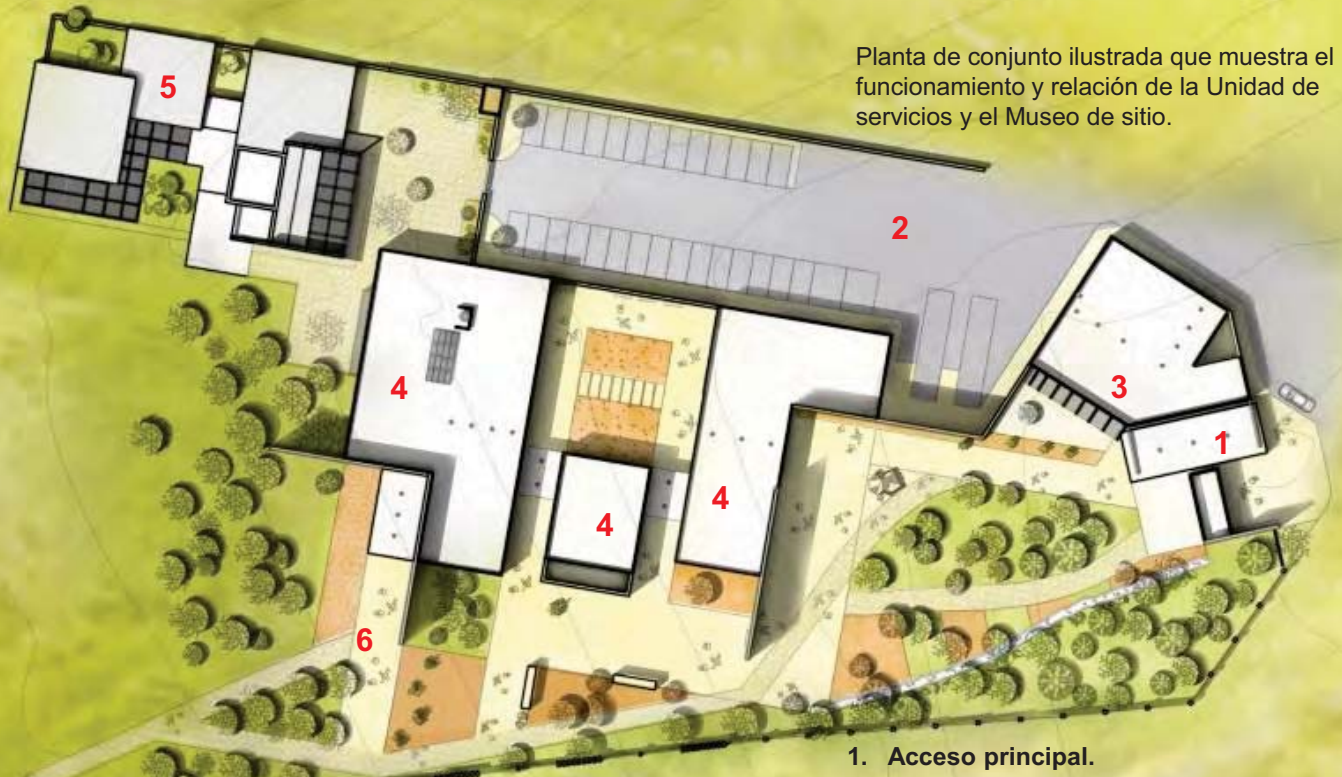 Planta de conjunto ilustrada que muestra el
funcionamiento y relación de la Unidad de
servicios y el Museo de sitio.
5
2
3
4
1
4
4
6
1. Acceso principal.